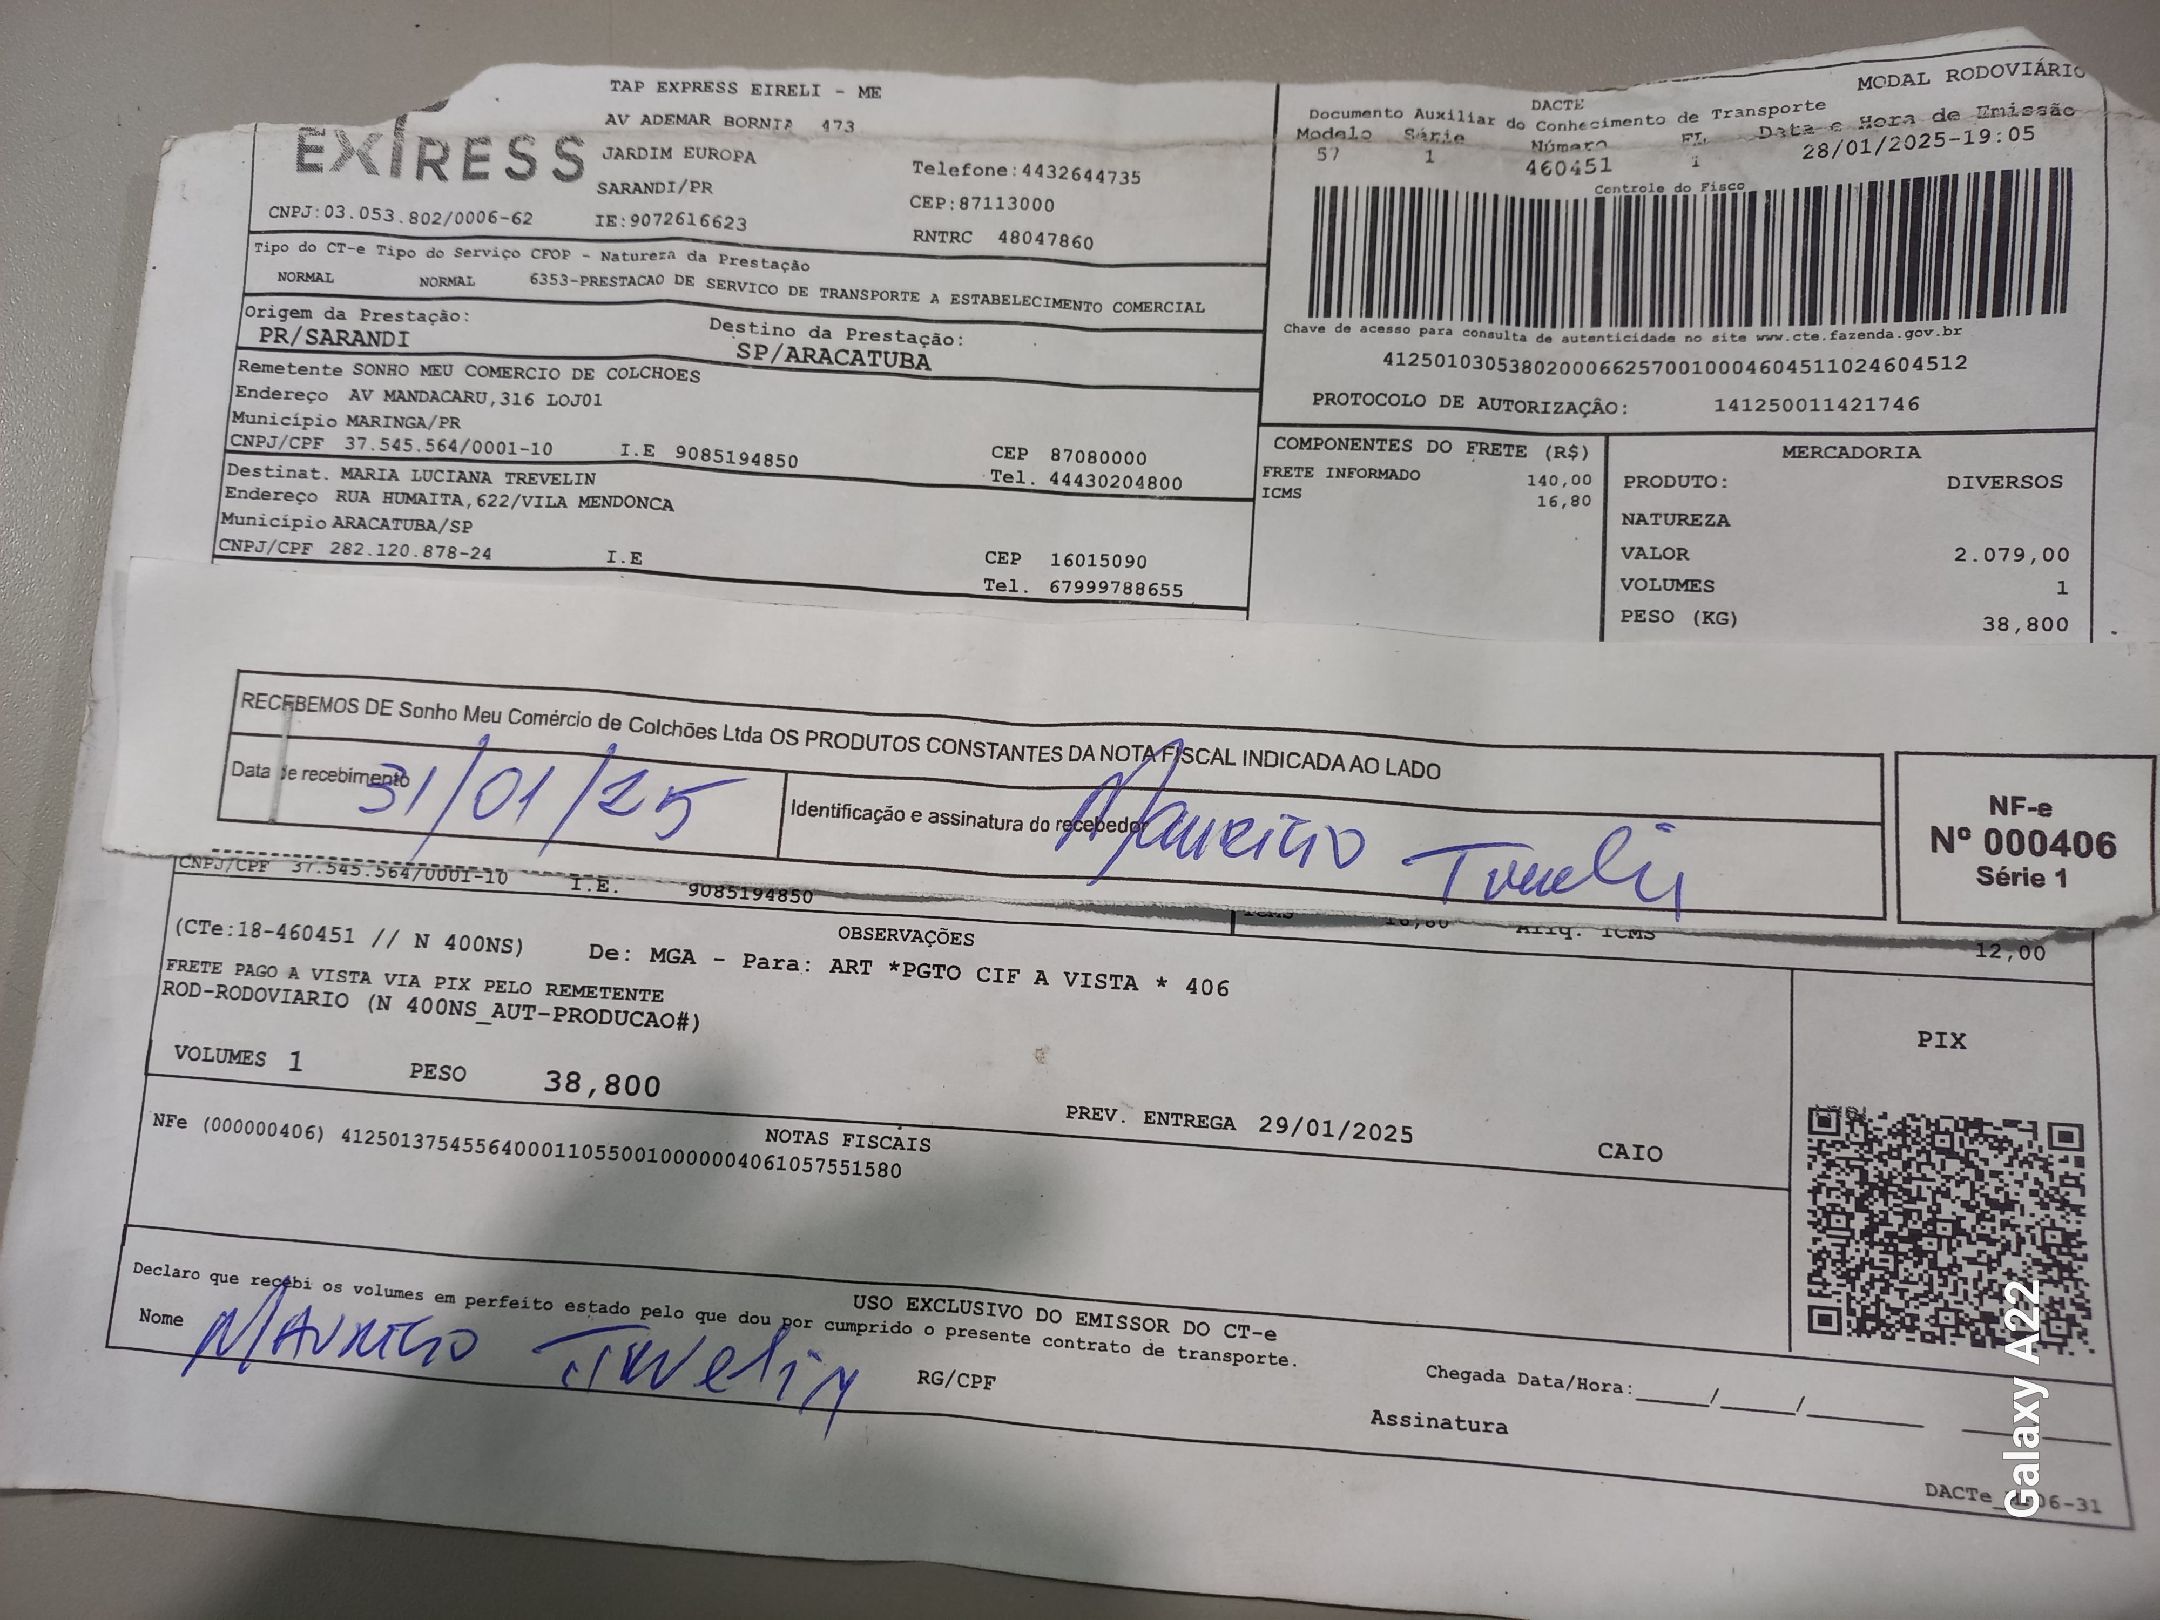 TAP EXPRESS EIRELI - ME
AV ADEMAR BORNIA 473
EXPRESS
JARDIM EUROPA
Telefone:4432644735
SARANDI/PR
CEP:87113000
CNPJ:03.053.802/0006-62
IE:9072616623
RNTRC 48047860
MODAL RODOVIÁRIO
DACTE
Documento Auxiliar do Conhecimento de Transporte
Modelo Série Número FL Data e Hora de Emissão
57 1 460451 1 28/01/2025-19:05
Controle do Fisco
Chave de acesso para consulta de autenticidade no site www.cte.fazenda.gov.br
41250103053802000662570010004604511024604512
PROTOCOLO DE AUTORIZAÇÂO: 141250011421746
Tipo do CT-e Tipo do Serviço CFOP - Natureza da Prestação
NORMAL NORMAL 6353-PRESTACAO DE SERVICO DE TRANSPORTE A ESTABELECIMENTO COMERCIAL
Origem da Prestação: Destino da Prestação:
PR/SARANDI SP/ARACATUBA
Remetente SONHO MEU COMERCIO DE COLCHOES
Endereço AV MANDACARU,316 LOJ01
Município MARINGA/PR
CNPJ/CPF 37.545.564/0001-10 I.E 9085194850 CEP 87080000
Tel. 44430204800
Destinat. MARIA LUCIANA TREVELIN
Endereço RUA HUMAITA,622/VILA MENDONCA
Município ARACATUBA/SP
CNPJ/CPF 282.120.878-24 I.E CEP 16015090
Tel. 67999788655
COMPONENTES DO FRETE (R$)
FRETE INFORMADO 140,00
ICMS 16,80
MERCADORIA
PRODUTO: DIVERSOS
NATUREZA
VALOR 2.079,00
VOLUMES 1
PESO (KG) 38,800
RECEBEMOS DE Sonho Meu Comércio de Colchões Ltda OS PRODUTOS CONSTANTES DA NOTA FISCAL INDICADA AO LADO
Data de recebimento 31/01/25
Identificação e assinatura do recebedor Mauricio
NF-e
Nº 000406
Série 1
CNPJ/CPF 37.545.564/0001-10 I.E. 9085194850
ICMS 16,80 Aliq. ICMS 12,00
OBSERVAÇÕES
(CTe:18-460451 // N 400NS) De: MGA - Para: ART *PGTO CIF A VISTA * 406
FRETE PAGO A VISTA VIA PIX PELO REMETENTE
ROD-RODOVIARIO (N 400NS_AUT-PRODUCAO#)
VOLUMES 1 PESO 38,800
PREV. ENTREGA 29/01/2025 CAIO
PIX
NOTAS FISCAIS
NFe (000000406) 41250137545564000110550010000004061057551580
USO EXCLUSIVO DO EMISSOR DO CT-e
Declaro que recebi os volumes em perfeito estado pelo que dou por cumprido o presente contrato de transporte.
Nome Mauricio Trevelin RG/CPF
Chegada Data/Hora:_____/_____/________
Assinatura
Galaxy A22